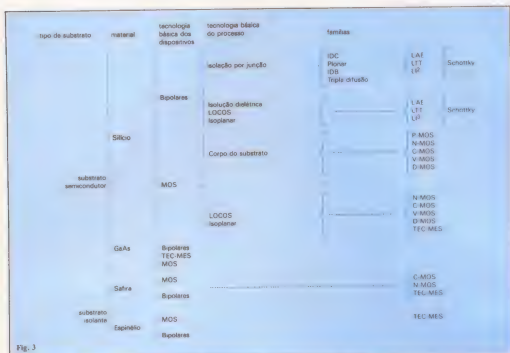 tipo de substrato
material
tecnologia
básica dos
dispositivos
tecnologia básica
do processo
famílias
Bipolares
Isolação por junção
IDC
Planar
IDB
Tripla difusão
LAE
LTT
LIP
Schottky
Isolução dielétrica
LOCOS
Isoplanar
LAE
LTT
LIP
Schottky
Silício
Corpo do substrato
P-MOS
N-MOS
C-MOS
V-MOS
D-MOS
substrato
semicondutor
MOS
LOCOS
Isoplanar
N-MOS
C-MOS
V-MOS
D-MOS
TEC-MES
GaAs
Bipolares
TEC-MES
MOS
Safira
MOS
Bipolares
C-MOS
N-MOS
TEC-MES
substrato
isolante
Espinélio
MOS
Bipolares
TEC-MES
Fig. 3